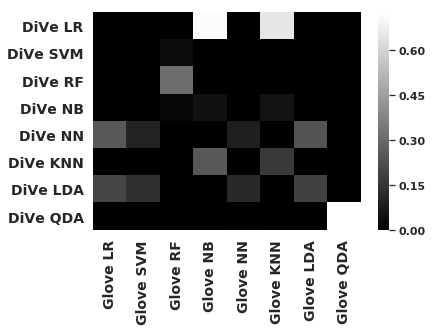 DiVe LR
DiVe SVM
DiVe RF
DiVe NB
DiVe NN
DiVe KNN
DiVe LDA
DiVe QDA
Glove LR
Glove SVM
Glove RF
Glove NB
Glove NN
Glove KNN
Glove LDA
Glove QDA
0.60
0.45
0.30
0.15
0.00